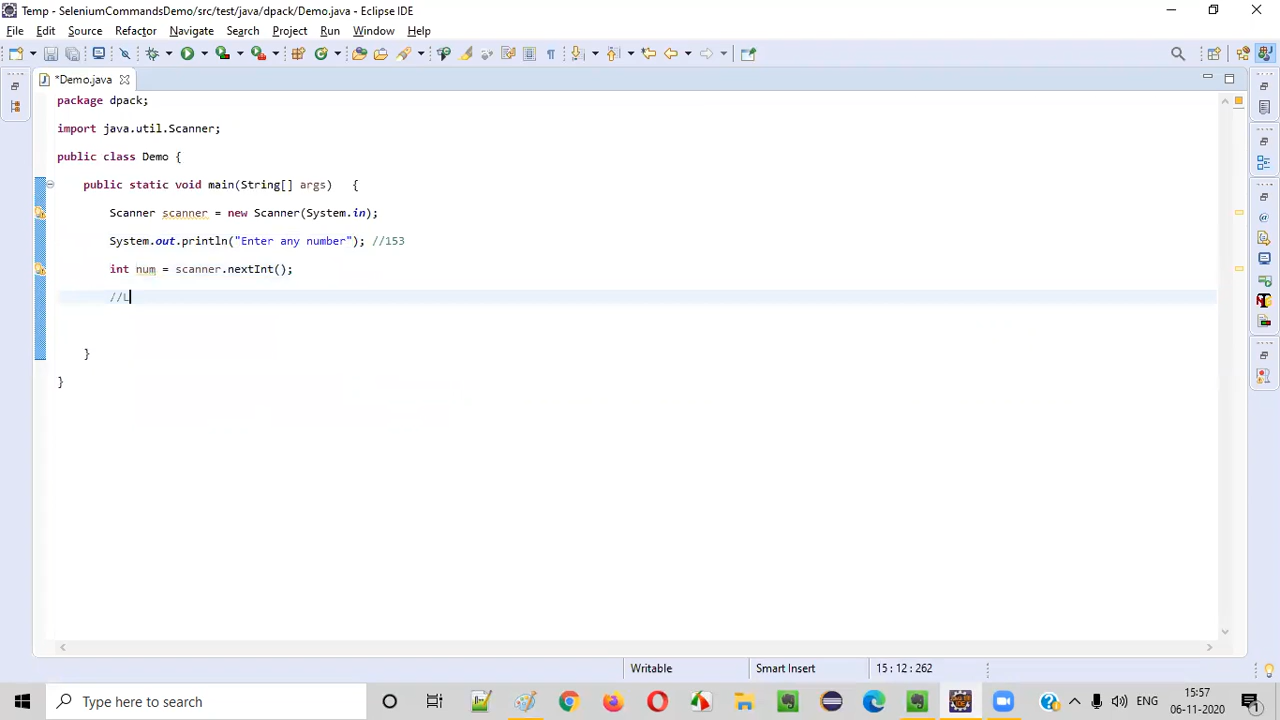 Temp - SeleniumCommandsDemo/src/test/java/dpack/Demo.java - Eclipse IDE
File Edit Source Refactor Navigate Search Project Run Window Help
*Demo.java
package dpack;
import java.util.Scanner;
public class Demo {
public static void main(String[] args) {
Scanner scanner = new Scanner(System.in);
System.out.println("Enter any number"); //153
int num = scanner.nextInt();
//L
}
}
Writable Smart Insert 15 : 12 : 262
Type here to search
ENG
15:57
06-11-2020
1